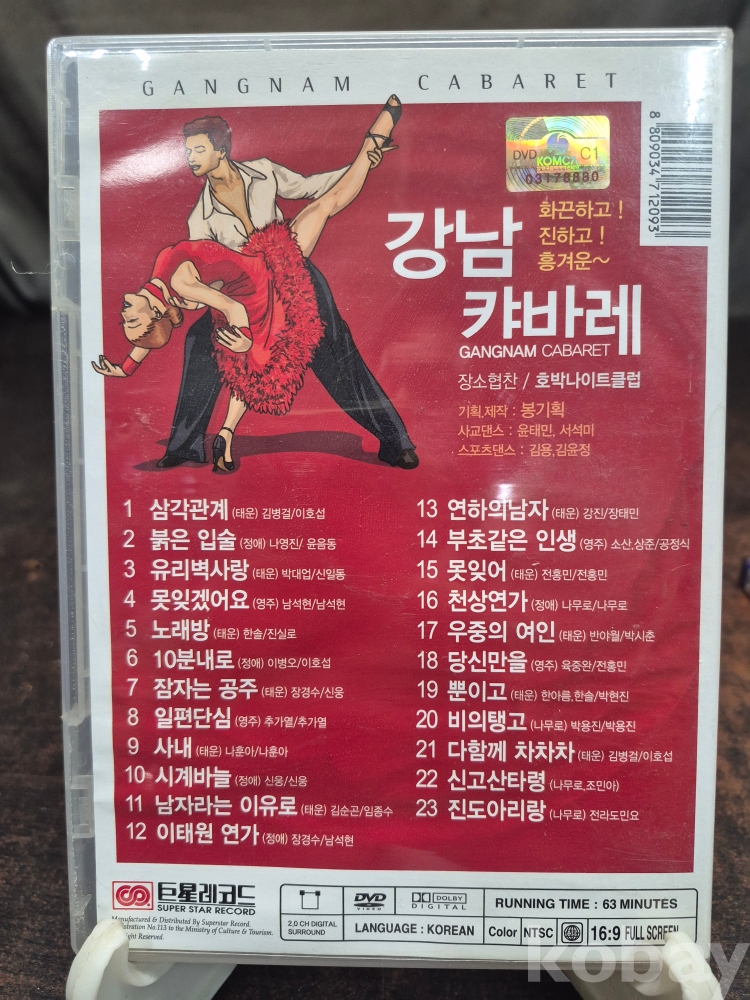 GANGNAM CABARET
DVD KOMCA C1
03178880
8 809034 712093
화끈하고 !
진하고 !
흥겨운~
강남
캬바레
GANGNAM CABARET
장소협찬 / 호박나이트클럽
기획,제작 : 봉기획
사교댄스 : 윤태민, 서석미
스포츠댄스 : 김용,김윤정
1 삼각관계 (태운) 김병걸/이호섭
2 붉은 입술 (정애) 나영진/ 윤음동
3 유리벽사랑 (태운) 박대업/신일동
4 못잊겠어요 (영주) 남석현/남석현
5 노래방 (태운) 한솔/진실로
6 10분내로 (정애) 이병오/이호섭
7 잠자는 공주 (태운) 장경수/신웅
8 일편단심 (영주) 추가열/추가열
9 사내 (태운) 나훈아/나훈아
10 시계바늘 (정애) 신웅/신웅
11 남자라는 이유로 (태운) 김순곤/임종수
12 이태원 연가 (정애) 장경수/남석현
13 연하의남자 (태운) 강진/장태민
14 부초같은 인생 (영주) 소산,상준/공정식
15 못잊어 (태운) 전홍민/전홍민
16 천상연가 (정애) 나무로/나무로
17 우중의 여인 (태운) 반야월/박시춘
18 당신만을 (영주) 육중완/전홍민
19 뿐이고 (태운) 한아름,한솔/박현진
20 비의탱고 (나무로) 박용진/박용진
21 다함께 차차차 (태운) 김병걸/이호섭
22 신고산타령 (나무로,조민아)
23 진도아리랑 (나무로) 전라도민요
巨星레코드
SUPER STAR RECORD
Manufactured & Distributed By Superstar Record.
No.113 to the Ministry of Culture & Tourism.
Reserved.
2.0 CH DIGITAL
SURROUND
DVD
VIDEO
DOLBY
DIGITAL
LANGUAGE : KOREAN
RUNNING TIME : 63 MINUTES
Color NTSC 16:9 FULL SCREEN
kobay